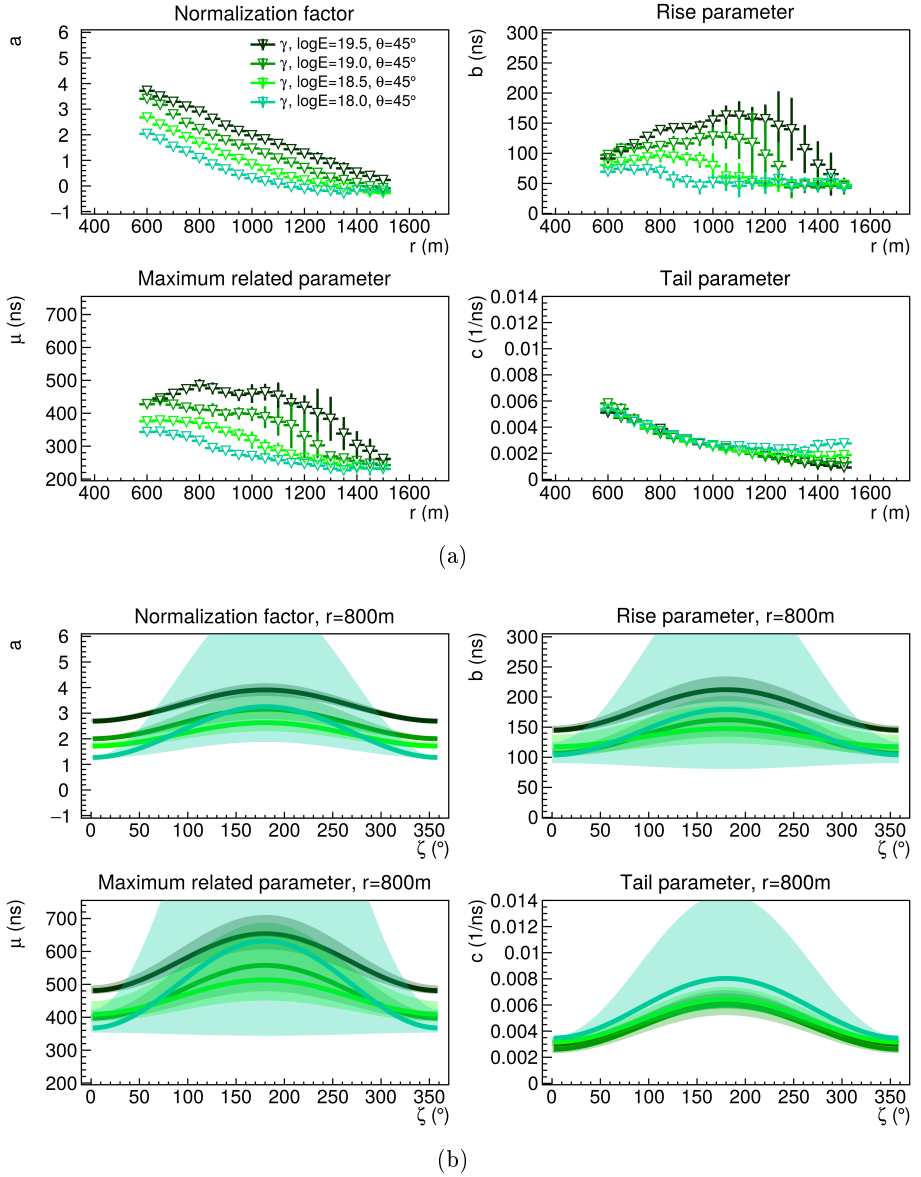 Normalization factor
a
6
5
4
3
2
1
0
−1
γ, logE=19.5, θ=45°
γ, logE=19.0, θ=45°
γ, logE=18.5, θ=45°
γ, logE=18.0, θ=45°
400 600 800 1000 1200 1400 1600
r (m)
Rise parameter
b (ns)
300
250
200
150
100
50
0
400 600 800 1000 1200 1400 1600
r (m)
Maximum related parameter
μ (ns)
700
600
500
400
300
200
400 600 800 1000 1200 1400 1600
r (m)
Tail parameter
c (1/ns)
0.014
0.012
0.01
0.008
0.006
0.004
0.002
0
400 600 800 1000 1200 1400 1600
r (m)
(a)
Normalization factor, r=800m
a
6
5
4
3
2
1
0
−1
0 50 100 150 200 250 300 350
ζ (°)
Rise parameter, r=800m
b (ns)
300
250
200
150
100
50
0
0 50 100 150 200 250 300 350
ζ (°)
Maximum related parameter, r=800m
μ (ns)
700
600
500
400
300
200
0 50 100 150 200 250 300 350
ζ (°)
Tail parameter, r=800m
c (1/ns)
0.014
0.012
0.01
0.008
0.006
0.004
0.002
0
0 50 100 150 200 250 300 350
ζ (°)
(b)